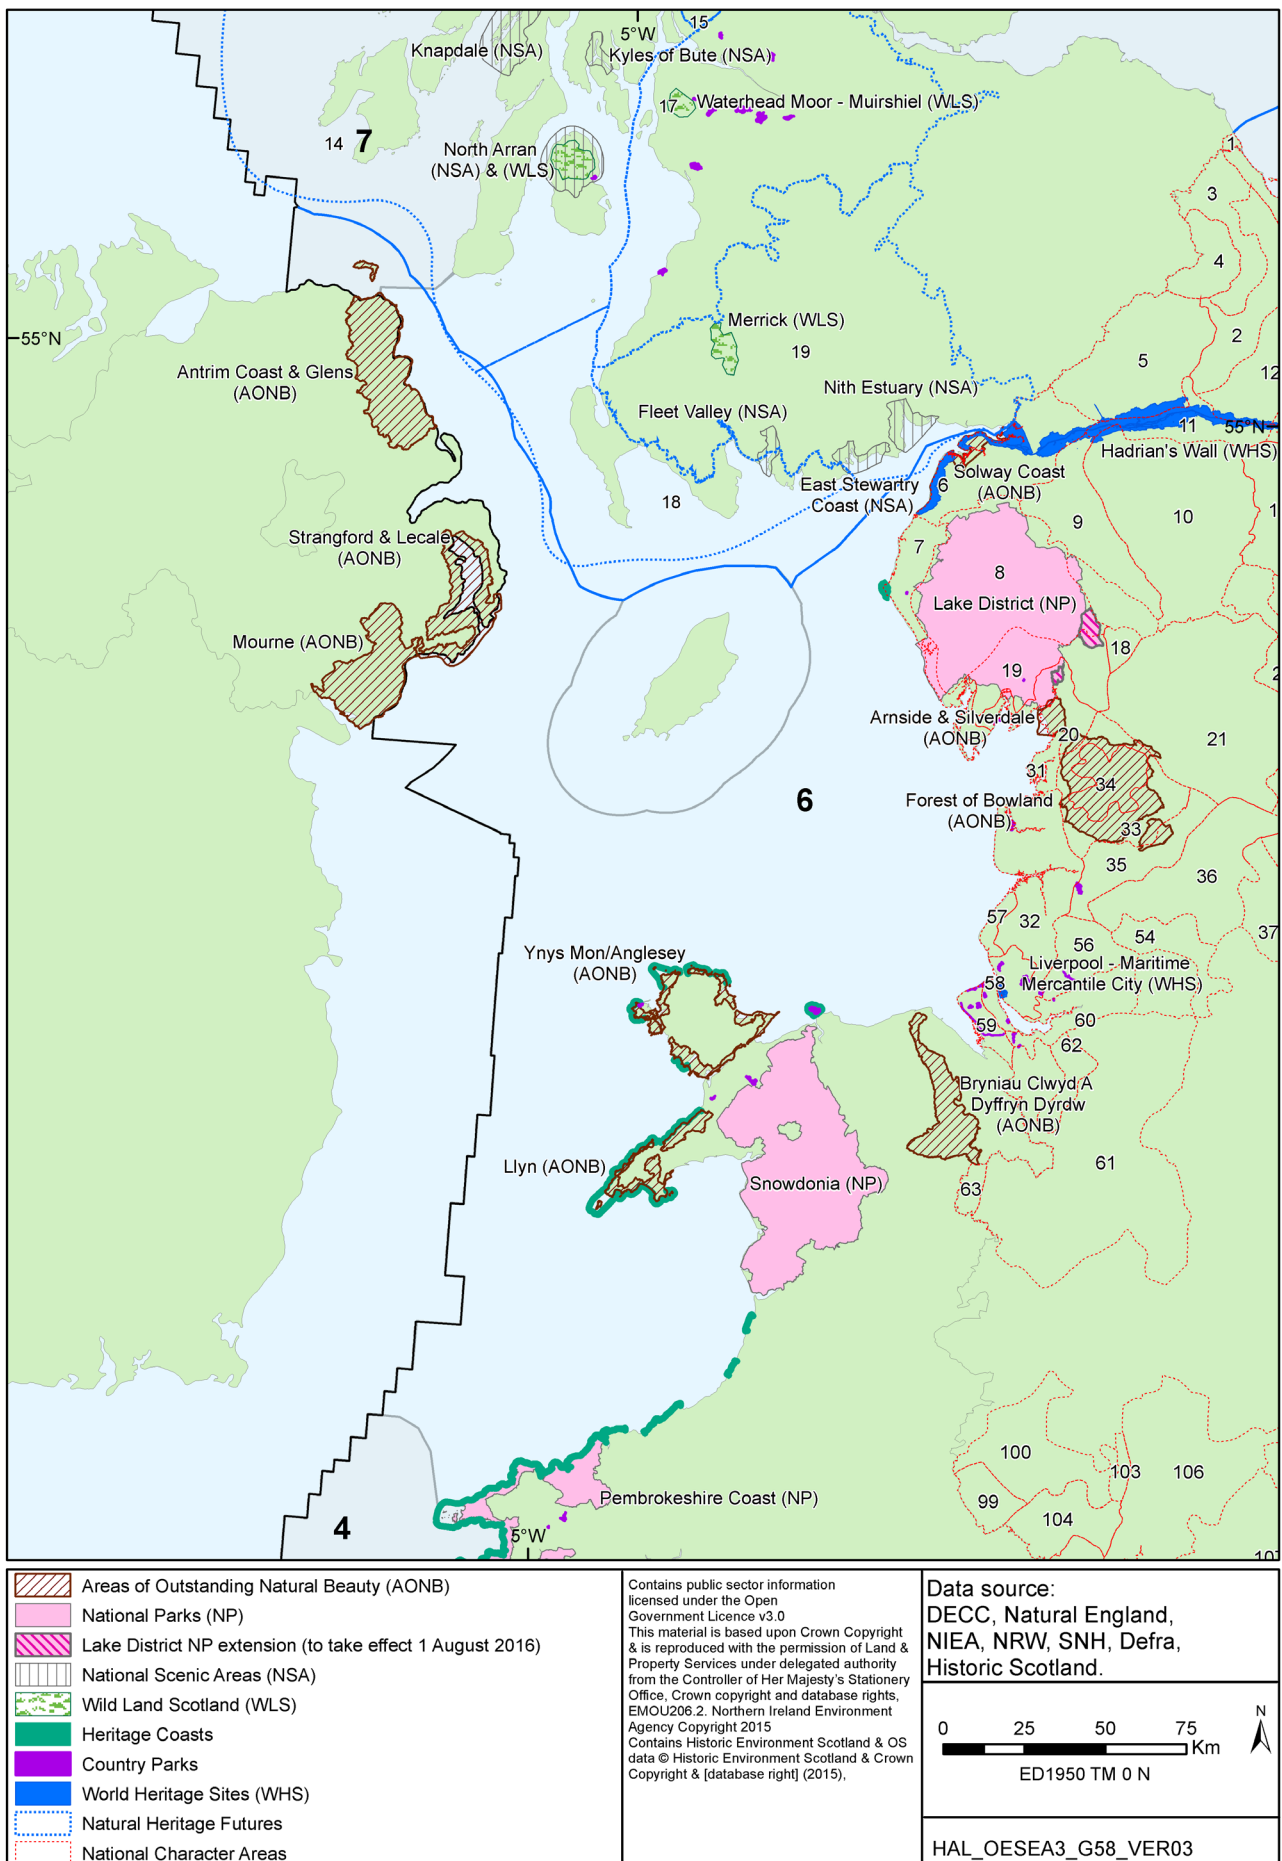 15
5°W
Knapdale (NSA)
Kyles of Bute (NSA)
17
Waterhead Moor - Muirshiel (WLS)
14
7
North Arran
(NSA) & (WLS)
1
3
4
2
55°N
Merrick (WLS)
19
5
12
Antrim Coast & Glens
(AONB)
Nith Estuary (NSA)
Fleet Valley (NSA)
11
55°N
Hadrian's Wall (WHS)
East Stewartry
Coast (NSA)
6
Solway Coast
(AONB)
18
9
10
1
Strangford & Lecale
(AONB)
7
8
Lake District (NP)
Mourne (AONB)
18
19
2
Arnside & Silverdale
(AONB)
20
21
31
34
6
Forest of Bowland
(AONB)
33
35
36
57
32
37
54
56
Ynys Mon/Anglesey
(AONB)
Liverpool - Maritime
Mercantile City (WHS)
58
59
60
62
Bryniau Clwyd A
Dyffryn Dyrdw
(AONB)
Llyn (AONB)
61
Snowdonia (NP)
63
100
103
106
99
104
Pembrokeshire Coast (NP)
4
5°W
107
Areas of Outstanding Natural Beauty (AONB)
National Parks (NP)
Lake District NP extension (to take effect 1 August 2016)
National Scenic Areas (NSA)
Wild Land Scotland (WLS)
Heritage Coasts
Country Parks
World Heritage Sites (WHS)
Natural Heritage Futures
National Character Areas
Contains public sector information
licensed under the Open
Government Licence v3.0
This material is based upon Crown Copyright
& is reproduced with the permission of Land &
Property Services under delegated authority
from the Controller of Her Majesty's Stationery
Office, Crown copyright and database rights,
EMOU206.2. Northern Ireland Environment
Agency Copyright 2015
Contains Historic Environment Scotland & OS
data © Historic Environment Scotland & Crown
Copyright & [database right] (2015),
Data source:
DECC, Natural England,
NIEA, NRW, SNH, Defra,
Historic Scotland.
0 25 50 75
Km
N
ED1950 TM 0 N
HAL_OESEA3_G58_VER03